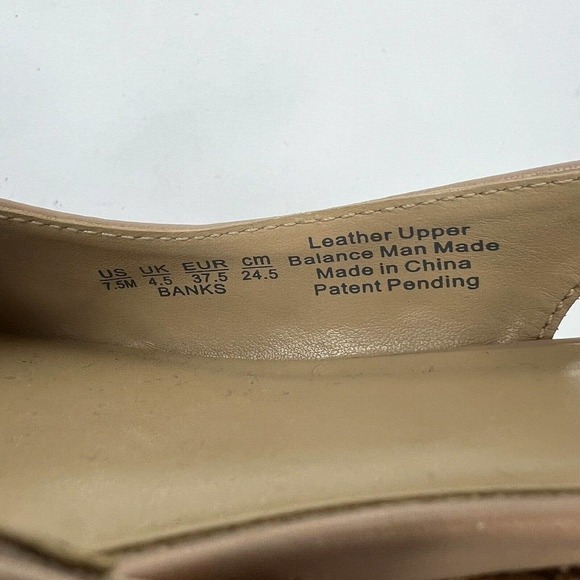 US UK EUR cm
7.5M 4.5 37.5 24.5
BANKS
Leather Upper
Balance Man Made
Made in China
Patent Pending